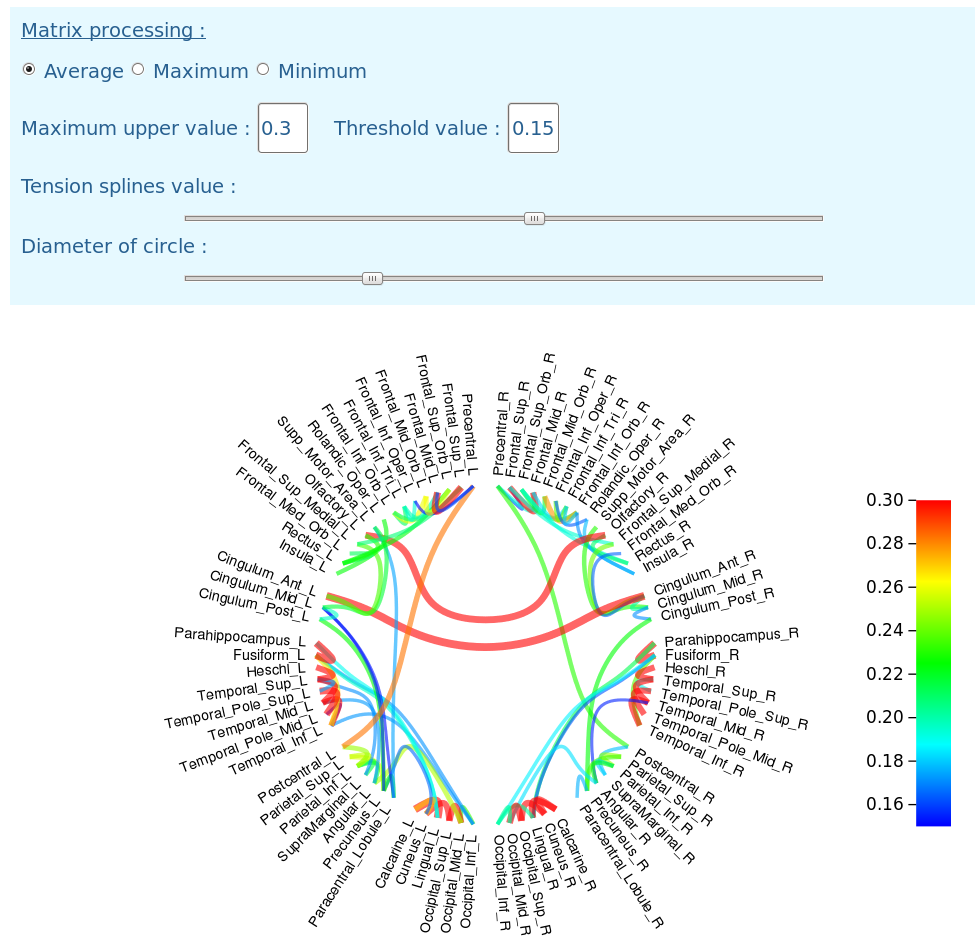 Matrix processing :
Average Maximum Minimum
Maximum upper value : 0.3 Threshold value : 0.15
Tension splines value :
Diameter of circle :
Precentral_L
Frontal_Sup_L
Frontal_Sup_Orb_L
Frontal_Mid_L
Frontal_Mid_Orb_L
Frontal_Inf_Oper_L
Frontal_Inf_Tri_L
Frontal_Inf_Orb_L
Rolandic_Oper_L
Supp_Motor_Area_L
Olfactory_L
Frontal_Sup_Medial_L
Frontal_Med_Orb_L
Rectus_L
Insula_L
Cingulum_Ant_L
Cingulum_Mid_L
Cingulum_Post_L
Parahippocampus_L
Fusiform_L
Heschl_L
Temporal_Sup_L
Temporal_Pole_Sup_L
Temporal_Mid_L
Temporal_Pole_Mid_L
Temporal_Inf_L
Postcentral_L
Parietal_Sup_L
Parietal_Inf_L
SupraMarginal_L
Angular_L
Precuneus_L
Paracentral_Lobule_L
Calcarine_L
Cuneus_L
Lingual_L
Occipital_Sup_L
Occipital_Mid_L
Occipital_Inf_L
Precentral_R
Frontal_Sup_R
Frontal_Sup_Orb_R
Frontal_Mid_R
Frontal_Mid_Orb_R
Frontal_Inf_Oper_R
Frontal_Inf_Tri_R
Frontal_Inf_Orb_R
Rolandic_Oper_R
Supp_Motor_Area_R
Olfactory_R
Frontal_Sup_Medial_R
Frontal_Med_Orb_R
Rectus_R
Insula_R
Cingulum_Ant_R
Cingulum_Mid_R
Cingulum_Post_R
Parahippocampus_R
Fusiform_R
Heschl_R
Temporal_Sup_R
Temporal_Pole_Sup_R
Temporal_Mid_R
Temporal_Pole_Mid_R
Temporal_Inf_R
Postcentral_R
Parietal_Sup_R
Parietal_Inf_R
SupraMarginal_R
Angular_R
Precuneus_R
Paracentral_Lobule_R
Calcarine_R
Cuneus_R
Lingual_R
Occipital_Sup_R
Occipital_Mid_R
Occipital_Inf_R
0.30
0.28
0.26
0.24
0.22
0.20
0.18
0.16